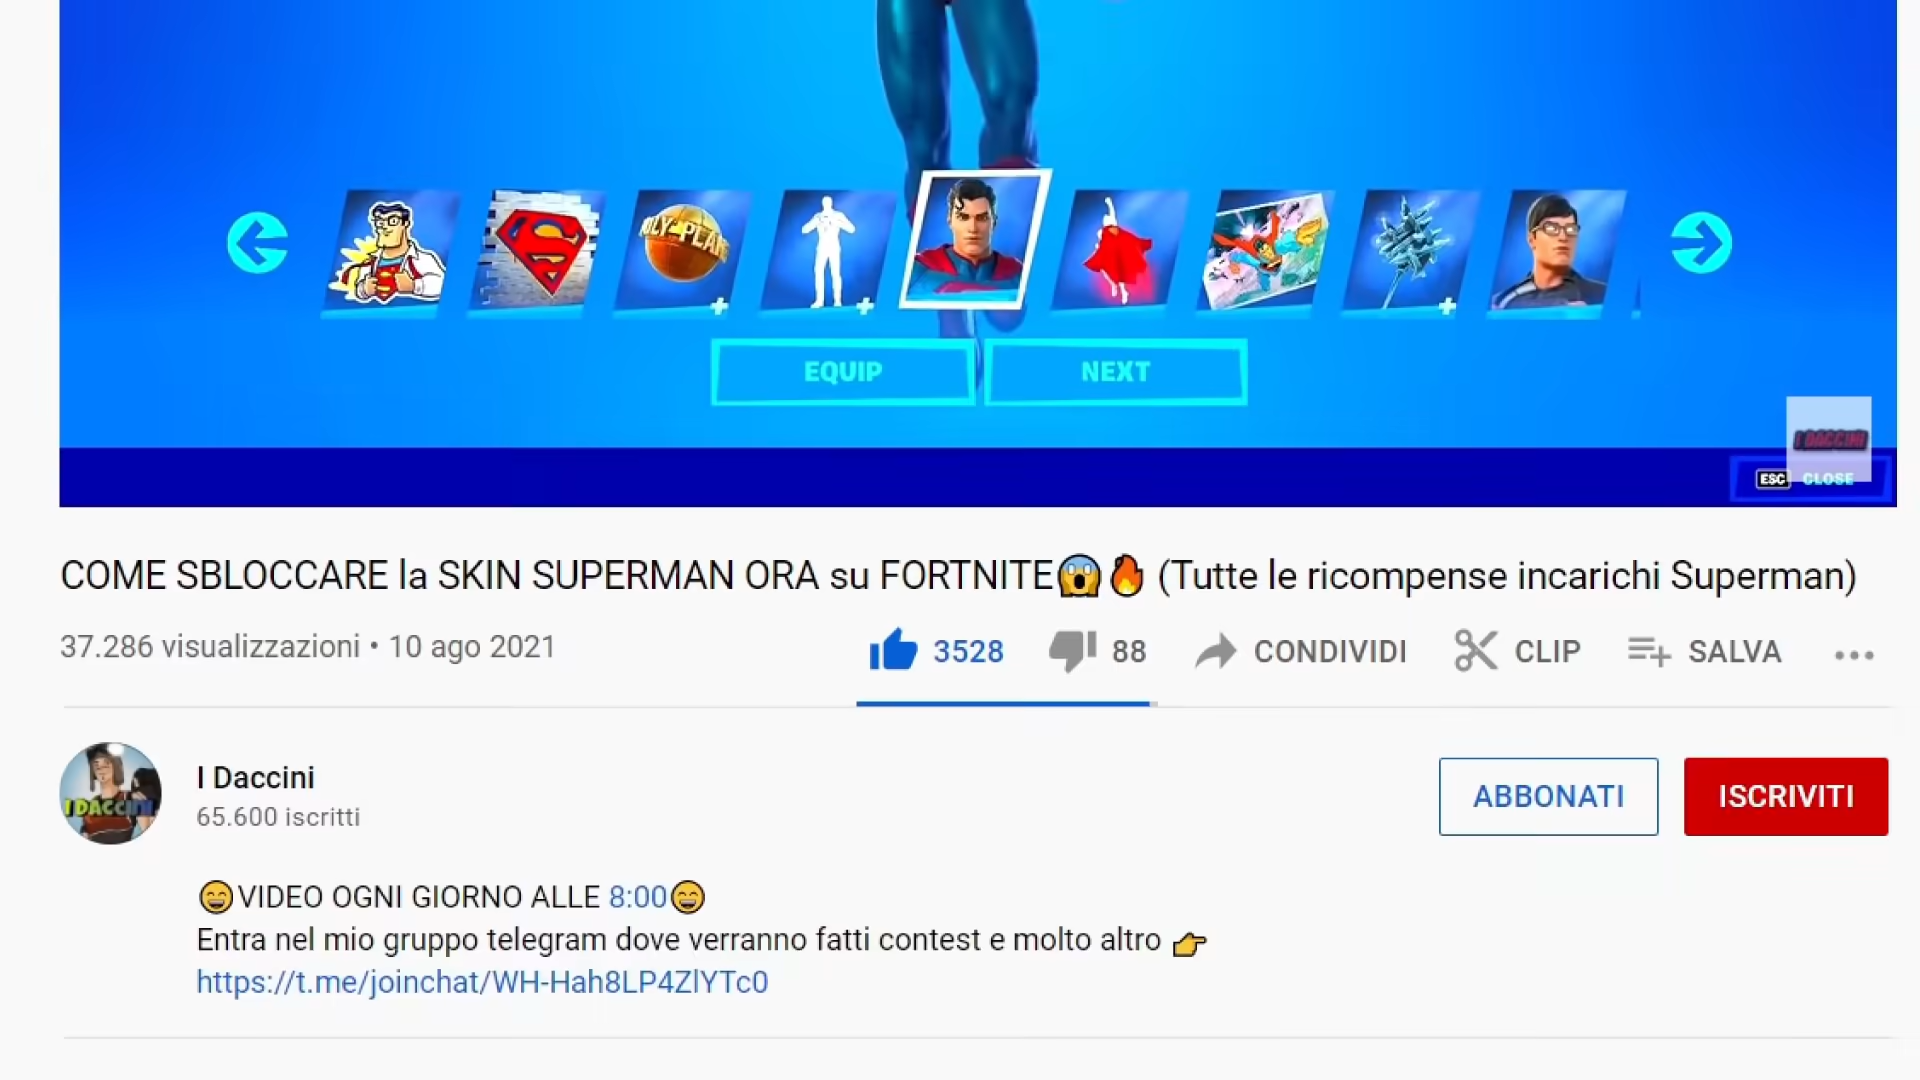 EQUIP
NEXT
I DACCINI
ESC CLOSE
COME SBLOCCARE la SKIN SUPERMAN ORA su FORTNITE😱🔥 (Tutte le ricompense incarichi Superman)
37.286 visualizzazioni • 10 ago 2021
3528 88 CONDIVIDI CLIP SALVA ...
I Daccini
65.600 iscritti
I DACCINI
ABBONATI ISCRIVITI
😄VIDEO OGNI GIORNO ALLE 8:00😄
Entra nel mio gruppo telegram dove verranno fatti contest e molto altro 👉
https://t.me/joinchat/WH-Hah8LP4ZlYTc0